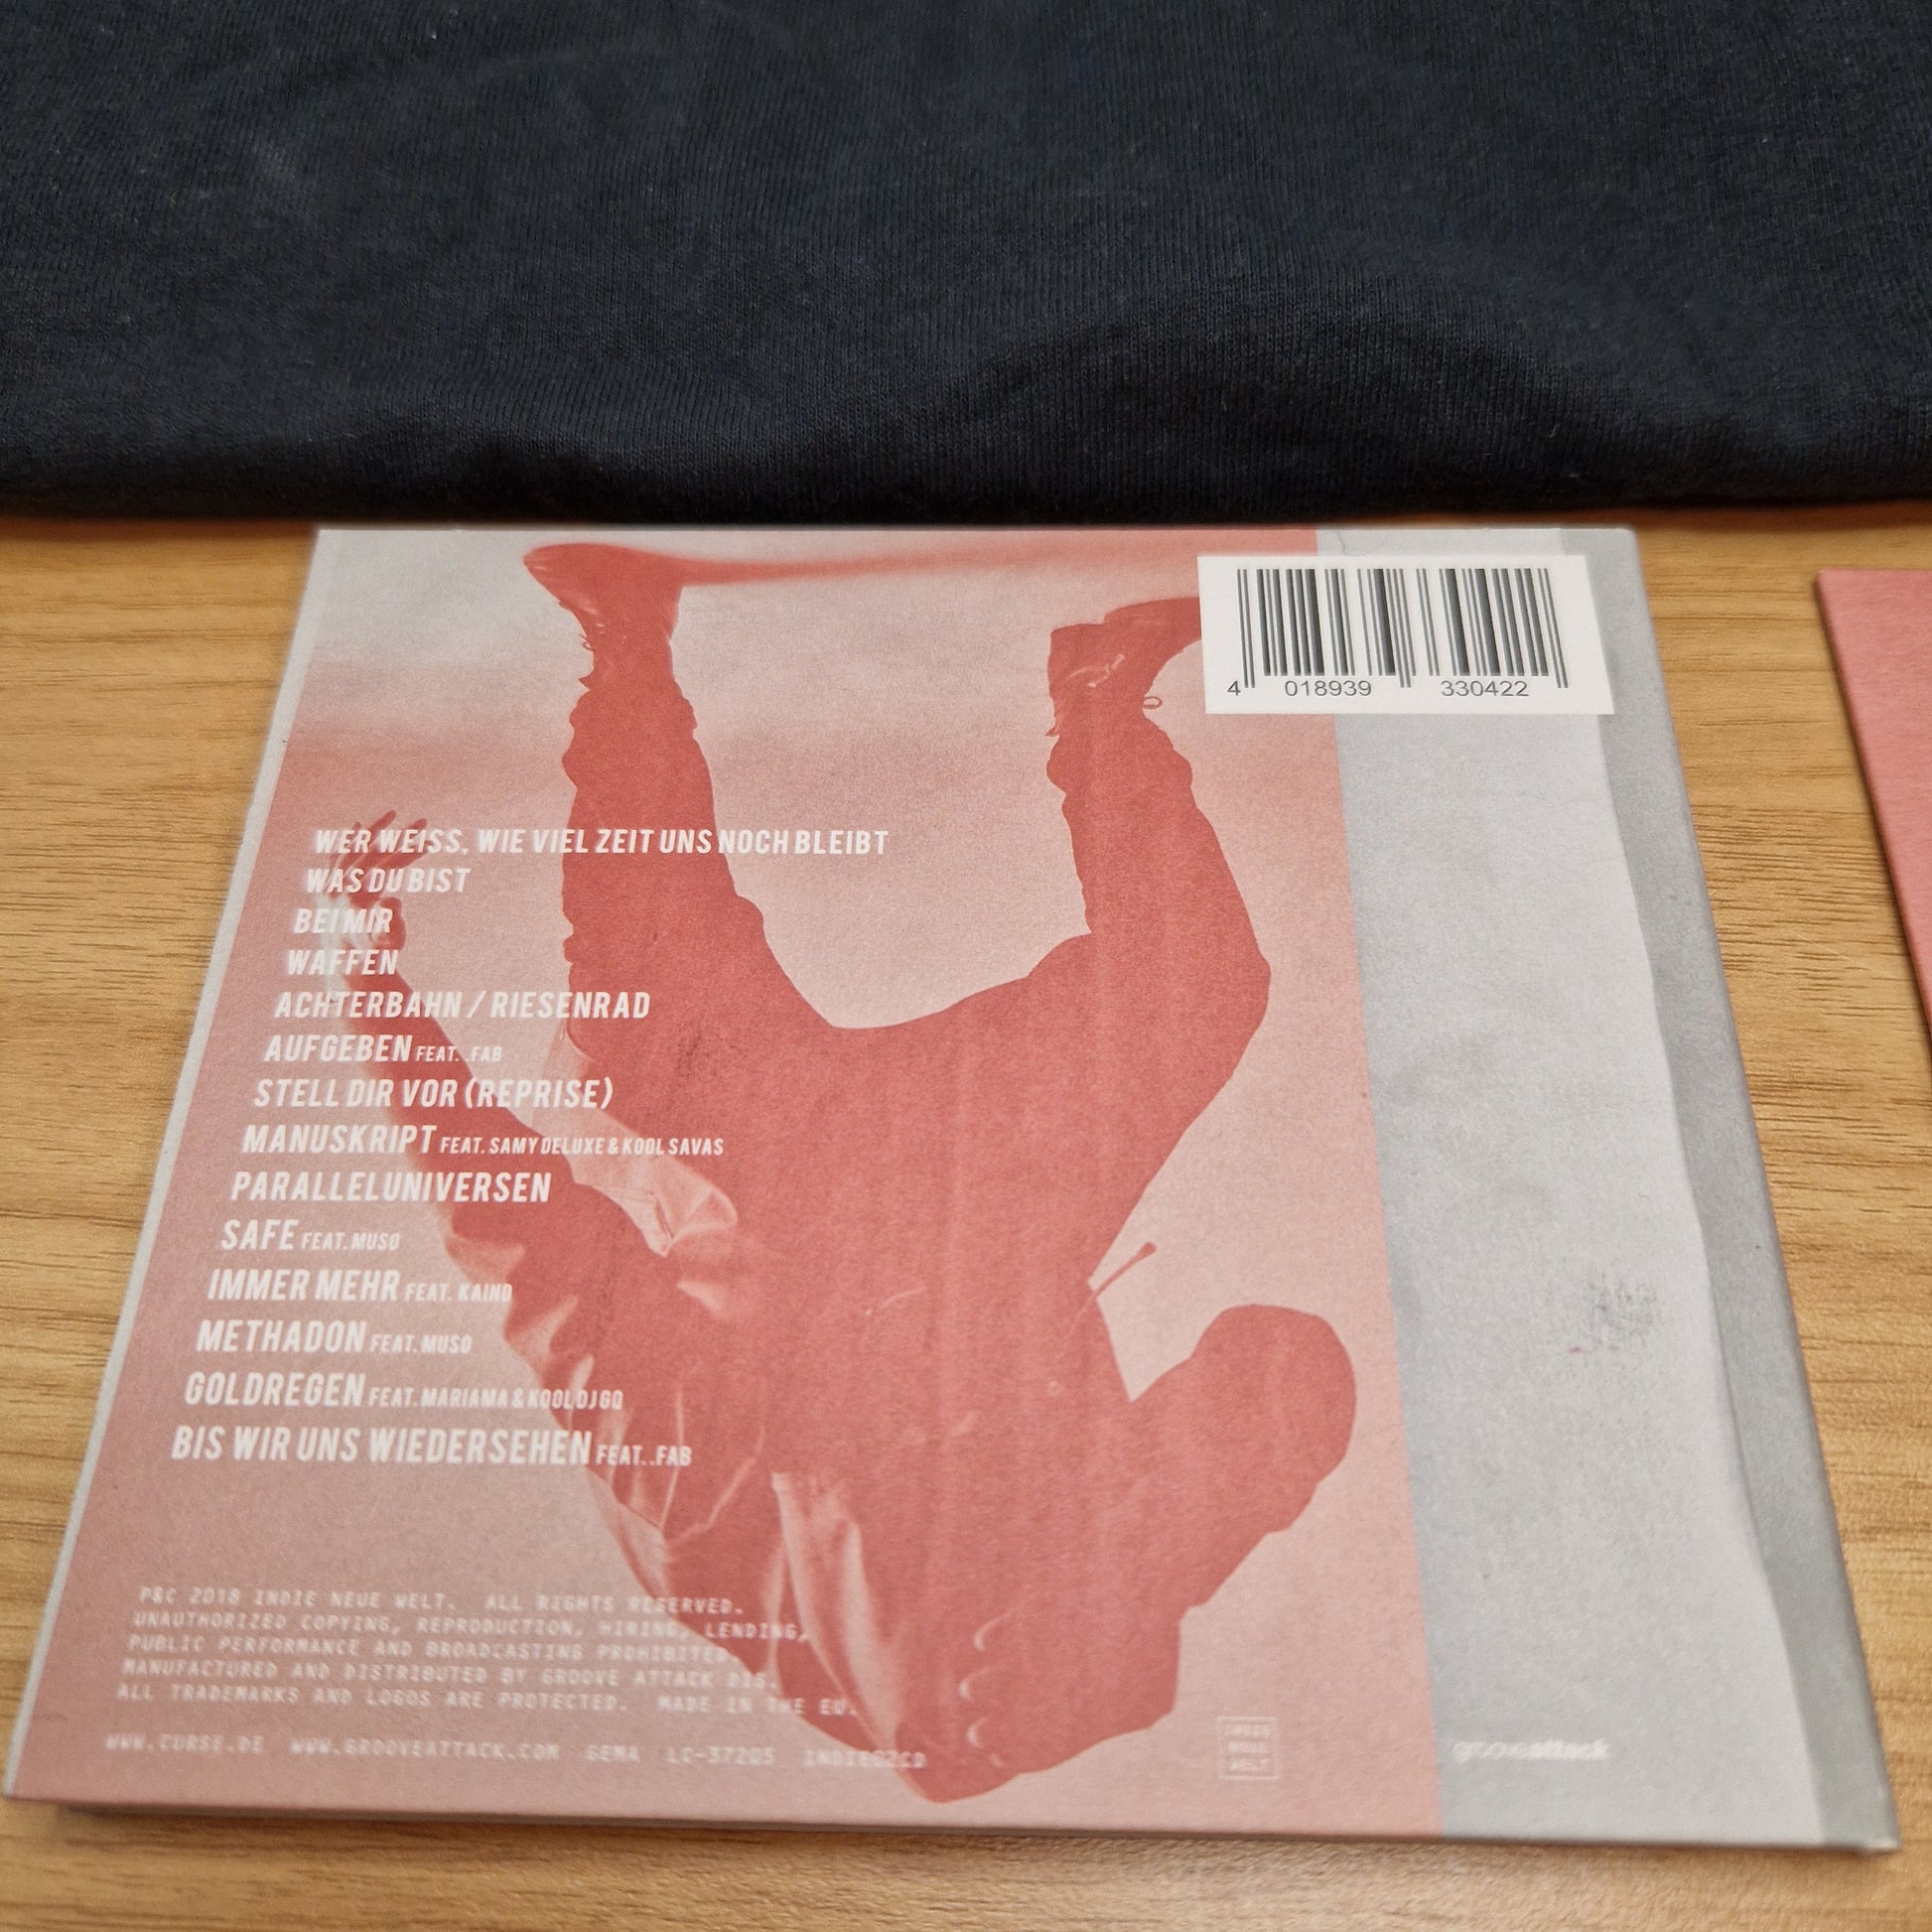 4 018939 330422
WER WEISS, WIE VIEL ZEIT UNS NOCH BLEIBT
WAS DU BIST
BEI MIR
WAFFEN
ACHTERBAHN / RIESENRAD
AUFGEBEN FEAT. .FAB
STELL DIR VOR (REPRISE)
MANUSKRIPT FEAT. SAMY DELUXE & KOOL SAVAS
PARALLELUNIVERSEN
SAFE FEAT. MUSO
IMMER MEHR FEAT. KAIND
METHADON FEAT. MUSO
GOLDREGEN FEAT. MARIAMA & KOOL DJ GQ
BIS WIR UNS WIEDERSEHEN FEAT. .FAB
P&C 2018 INDIE NEUE WELT. ALL RIGHTS RESERVED.
UNAUTHORIZED COPYING, REPRODUCTION, HIRING, LENDING,
PUBLIC PERFORMANCE AND BROADCASTING PROHIBITED.
MANUFACTURED AND DISTRIBUTED BY GROOVE ATTACK DIS.
ALL TRADEMARKS AND LOGOS ARE PROTECTED. MADE IN THE EU.
WWW.CURSE.DE WWW.GROOVEATTACK.COM GEMA LC-37205 INDIE02CD
INDIE
NEUE
WELT
grooveattack